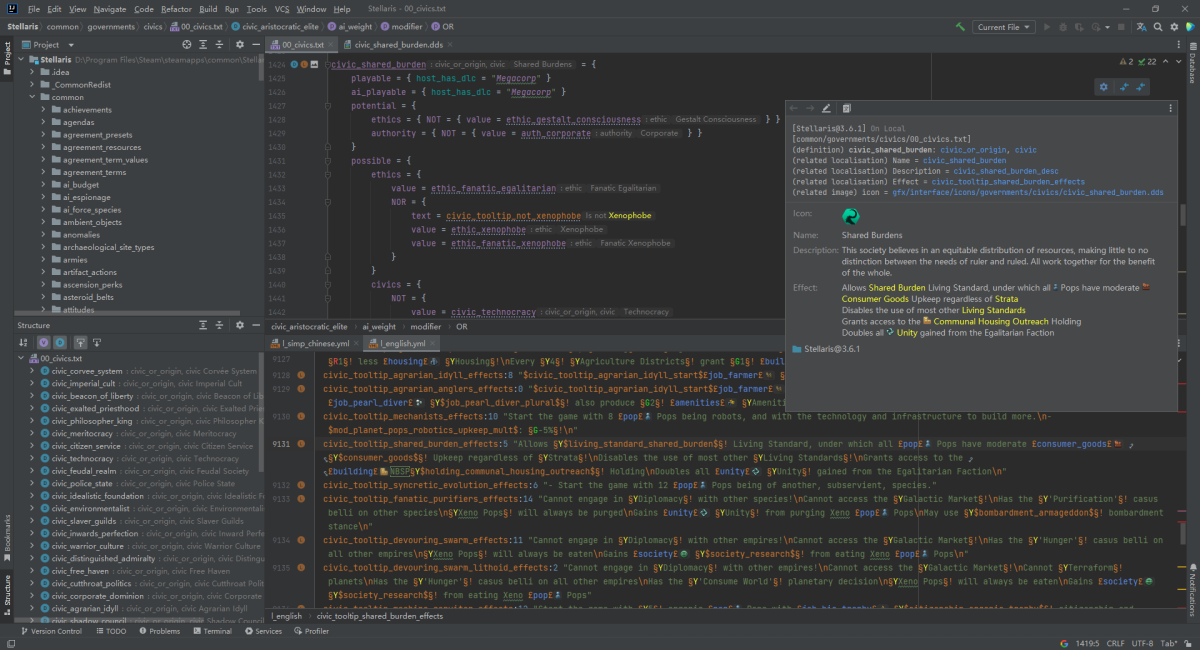 File Edit View Navigate Code Refactor Build Run Tools VCS Window Help Stellaris - 00_civics.txt
Stellaris common governments civics 00_civics.txt civic_aristocratic_elite ai_weight modifier OR Current File
Project
Project
Stellaris D:\Program Files\Steam\steamapps\common\Stellaris
.idea
_CommonRedist
common
achievements
agendas
agreement_presets
agreement_resources
agreement_term_values
agreement_terms
ai_budget
ai_espionage
ai_force_species
ambient_objects
anomalies
archaeological_site_types
armies
artifact_actions
ascension_perks
asteroid_belts
attitudes
00_civics.txt civic_shared_burden.dds
2 22
1424 civic_shared_burden : civic_or_origin, civic Shared Burdens = {
1425 playable = { host_has_dlc = "Megacorp" }
1426 ai_playable = { host_has_dlc = "Megacorp" }
1427 potential = {
1428 ethics = { NOT = { value = ethic_gestalt_consciousness : ethic Gestalt Consciousness } }
1429 authority = { NOT = { value = auth_corporate : authority Corporate } }
1430 }
1431 possible = {
1432 ethics = {
1433 value = ethic_fanatic_egalitarian : ethic Fanatic Egalitarian
1434 NOR = {
1435 text = civic_tooltip_not_xenophobe Is not Xenophobe
1436 value = ethic_xenophobe : ethic Xenophobe
1437 value = ethic_fanatic_xenophobe : ethic Fanatic Xenophobe
1438 }
1439 }
1440 civics = {
1441 NOT = {
1442 value = civic_technocracy : civic_or_origin, civic Technocracy
civic_aristocratic_elite ai_weight modifier OR
[Stellaris@3.6.1] On Local
[common/governments/civics/00_civics.txt]
(definition) civic_shared_burden: civic_or_origin, civic
(related localisation) Name = civic_shared_burden
(related localisation) Description = civic_shared_burden_desc
(related localisation) Effect = civic_tooltip_shared_burden_effects
(related image) icon = gfx/interface/icons/governments/civics/civic_shared_burden.dds
Icon:
Name: Shared Burdens
Description: This society believes in an equitable distribution of resources, making little to no
distinction between the needs of ruler and ruled. All work together for the benefit
of the whole.
Effect: Allows Shared Burden Living Standard, under which all Pops have moderate
Consumer Goods Upkeep regardless of Strata
Disables the use of most other Living Standards
Grants access to the Communal Housing Outreach Holding
Doubles all Unity gained from the Egalitarian Faction
Stellaris@3.6.1
Database
Notifications
Structure
00_civics.txt
civic_corvee_system : civic_or_origin, civic Corvée System
civic_imperial_cult : civic_or_origin, civic Imperial Cult
civic_beacon_of_liberty : civic_or_origin, civic Beacon of Lib
civic_exalted_priesthood : civic_or_origin, civic Exalted Pries
civic_philosopher_king : civic_or_origin, civic Philosopher K
civic_meritocracy : civic_or_origin, civic Meritocracy
civic_citizen_service : civic_or_origin, civic Citizen Service
civic_technocracy : civic_or_origin, civic Technocracy
civic_feudal_realm : civic_or_origin, civic Feudal Society
civic_police_state : civic_or_origin, civic Police State
civic_idealistic_foundation : civic_or_origin, civic Idealistic F
civic_environmentalist : civic_or_origin, civic Environmentali
civic_slaver_guilds : civic_or_origin, civic Slaver Guilds
civic_inwards_perfection : civic_or_origin, civic Inward Perfe
civic_warrior_culture : civic_or_origin, civic Warrior Culture
civic_distinguished_admiralty : civic_or_origin, civic Disting
civic_free_haven : civic_or_origin, civic Free Haven
civic_cutthroat_politics : civic_or_origin, civic Cutthroat Polit
civic_corporate_dominion : civic_or_origin, civic Corporate
civic_agrarian_idyll : civic_or_origin, civic Agrarian Idyll
civic_shadow_council : civic_or_origin, civic Shadow Council
Bookmarks
Structure
l_simp_chinese.yml l_english.yml
9127 §R1§! less £housing£ §YHousing§!\nEvery §Y4§! §YAgriculture Districts§! grant §G1§! £buil
9128 civic_tooltip_agrarian_idyll_effects:8 "$civic_tooltip_agrarian_idyll_start$£job_farmer£
9129 civic_tooltip_agrarian_anglers_effects:0 "$civic_tooltip_agrarian_idyll_start$£job_farmer£
£job_pearl_diver£ §Y$job_pearl_diver_plural$§! also produce §G2§! £amenities£ §YAmenit
9130 civic_tooltip_mechanists_effects:10 "Start the game with 8 £pop£ Pops being robots, and with the technology and infrastructure to build more.\n-
$mod_planet_pops_robotics_upkeep_mult$: §G-5%§!\n"
9131 civic_tooltip_shared_burden_effects:5 "Allows §Y$living_standard_shared_burden$§! Living Standard, under which all £pop£ Pops have moderate £consumer_goods£
§Y$consumer_goods$§! Upkeep regardless of §YStrata§!\nDisables the use of most other §YLiving Standards§!\nGrants access to the
£building£ NBSP§Y$holding_communal_housing_outreach$§! Holding\nDoubles all £unity£ §YUnity§! gained from the Egalitarian Faction\n"
9132 civic_tooltip_syncretic_evolution_effects:6 "- Start the game with 12 £pop£ Pops being of another, subservient, species."
9133 civic_tooltip_fanatic_purifiers_effects:14 "Cannot engage in §YDiplomacy§! with other species!\nCannot access the §YGalactic Market§!\nHas the §Y'Purification'§! casus
belli on other species\n§YXeno Pops§! will always be purged\nGains £unity£ §YUnity§! from purging Xeno £pop£ Pops\nMay use §Y$bombardment_armageddon$§! bombardment
stance\n"
9134 civic_tooltip_devouring_swarm_effects:11 "Cannot engage in §YDiplomacy§! with other empires!\nCannot access the §YGalactic Market§!\nHas the §Y'Hunger'§! casus belli on
all other empires\n§YXeno Pops§! will always be eaten\nGains £society£ §Y$society_research$§! from eating Xeno £pop£ Pops\n"
9135 civic_tooltip_devouring_swarm_lithoid_effects:2 "Cannot engage in §YDiplomacy§! with other empires!\nCannot access the §YGalactic Market§!\nCannot §YTerraform§!
planets\nHas the §Y'Hunger'§! casus belli on all other empires\nHas the §Y'Consume World'§! planetary decision\n§YXeno Pops§! will always be eaten\nGains £society£
§Y$society_research$§! from eating Xeno £pop£ Pops"
l_english civic_tooltip_shared_burden_effects
Version Control TODO Problems Terminal Services Profiler
1419:5 CRLF UTF-8 Tab*